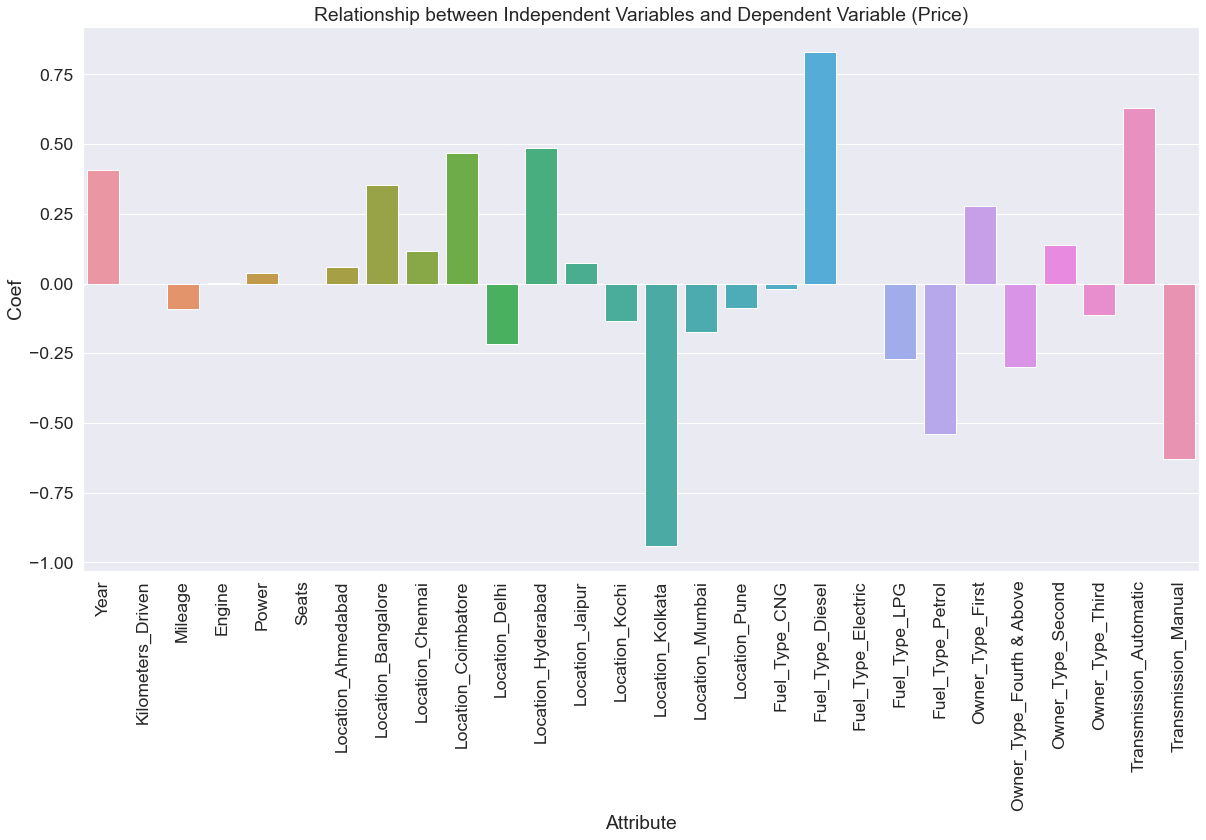 Relationship between Independent Variables and Dependent Variable (Price)
Coef
0.75
0.50
0.25
0.00
−0.25
−0.50
−0.75
−1.00
Year
Kilometers_Driven
Mileage
Engine
Power
Seats
Location_Ahmedabad
Location_Bangalore
Location_Chennai
Location_Coimbatore
Location_Delhi
Location_Hyderabad
Location_Jaipur
Location_Kochi
Location_Kolkata
Location_Mumbai
Location_Pune
Fuel_Type_CNG
Fuel_Type_Diesel
Fuel_Type_Electric
Fuel_Type_LPG
Fuel_Type_Petrol
Owner_Type_First
Owner_Type_Fourth & Above
Owner_Type_Second
Owner_Type_Third
Transmission_Automatic
Transmission_Manual
Attribute